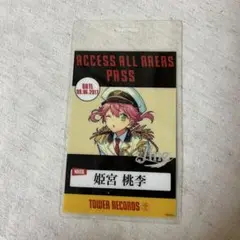 ACCESS ALL AREAS
PASS
DATE
姫宮 桃李
TOWER RECORDS